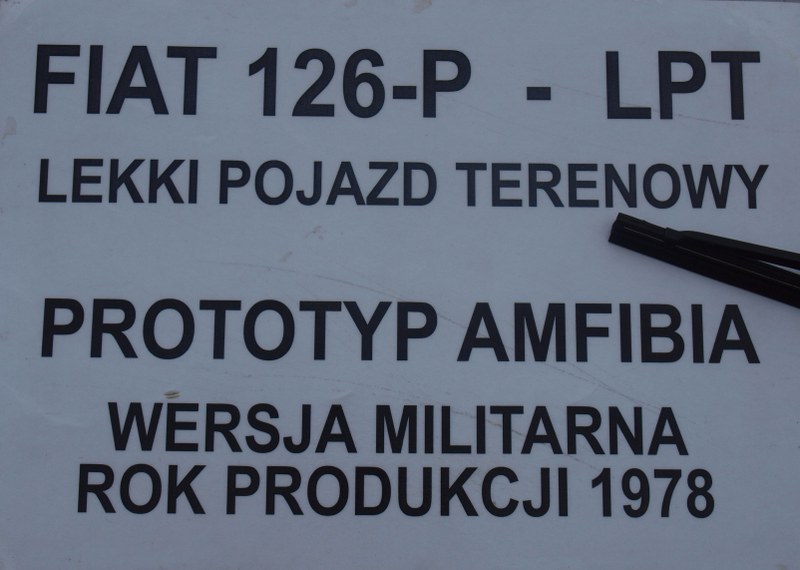 FIAT 126-P - LPT
LEKKI POJAZD TERENOWY
PROTOTYP AMFIBIA
WERSJA MILITARNA
ROK PRODUKCJI 1978